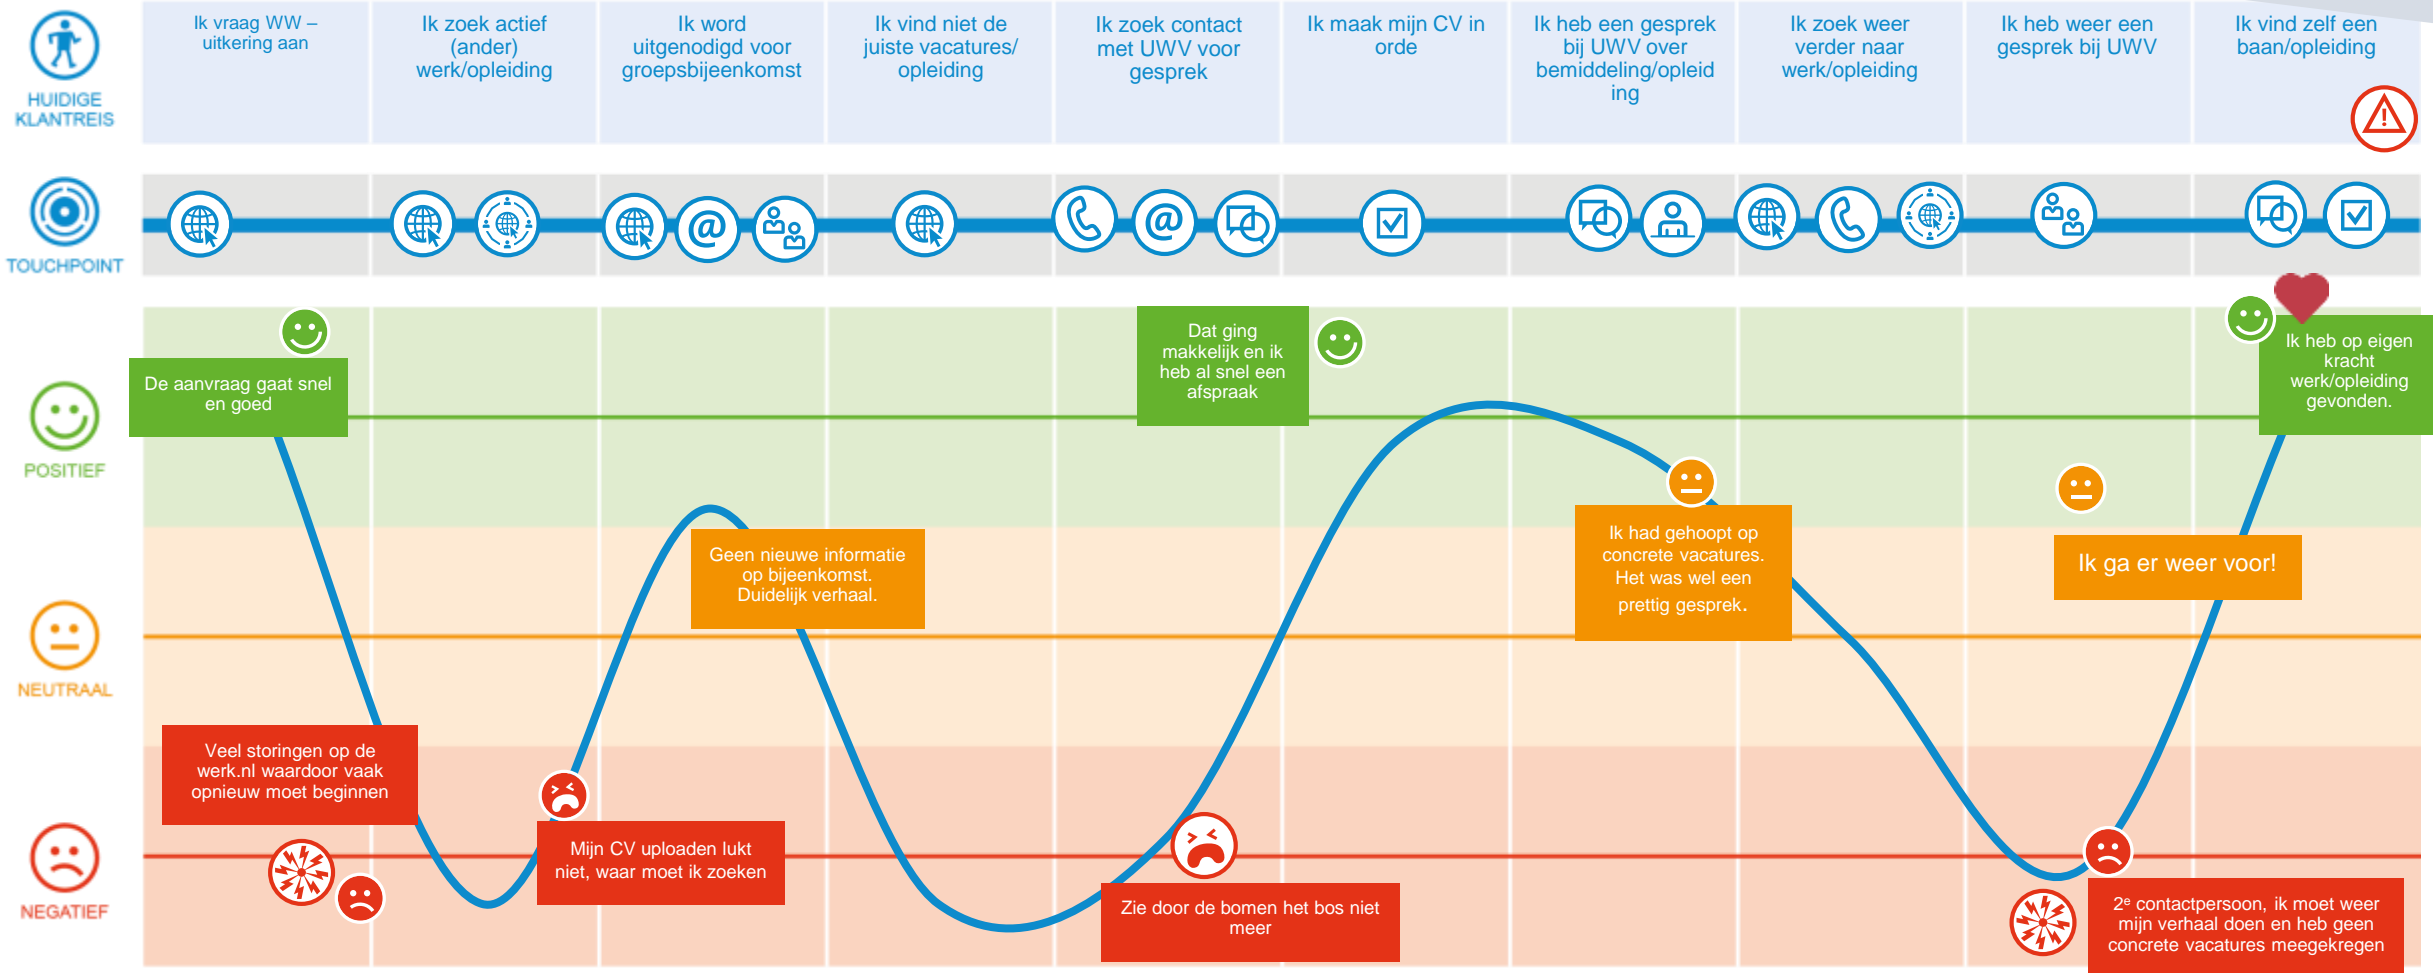 HUIDIGE
KLANTREIS
Ik vraag WW –
uitkering aan
Ik zoek actief
(ander)
werk/opleiding
Ik word
uitgenodigd voor
groepsbijeenkomst
Ik vind niet de
juiste vacatures/
opleiding
Ik zoek contact
met UWV voor
gesprek
Ik maak mijn CV in
orde
Ik heb een gesprek
bij UWV over
bemiddeling/opleid
ing
Ik zoek weer
verder naar
werk/opleiding
Ik heb weer een
gesprek bij UWV
Ik vind zelf een
baan/opleiding
TOUCHPOINT
POSITIEF
De aanvraag gaat snel
en goed
Dat ging
makkelijk en ik
heb al snel een
afspraak
Ik heb op eigen
kracht
werk/opleiding
gevonden.
Geen nieuwe informatie
op bijeenkomst.
Duidelijk verhaal.
Ik had gehoopt op
concrete vacatures.
Het was wel een
prettig gesprek.
Ik ga er weer voor!
NEUTRAAL
Veel storingen op de
werk.nl waardoor vaak
opnieuw moet beginnen
Mijn CV uploaden lukt
niet, waar moet ik zoeken
Zie door de bomen het bos niet
meer
2e contactpersoon, ik moet weer
mijn verhaal doen en heb geen
concrete vacatures meegekregen
NEGATIEF